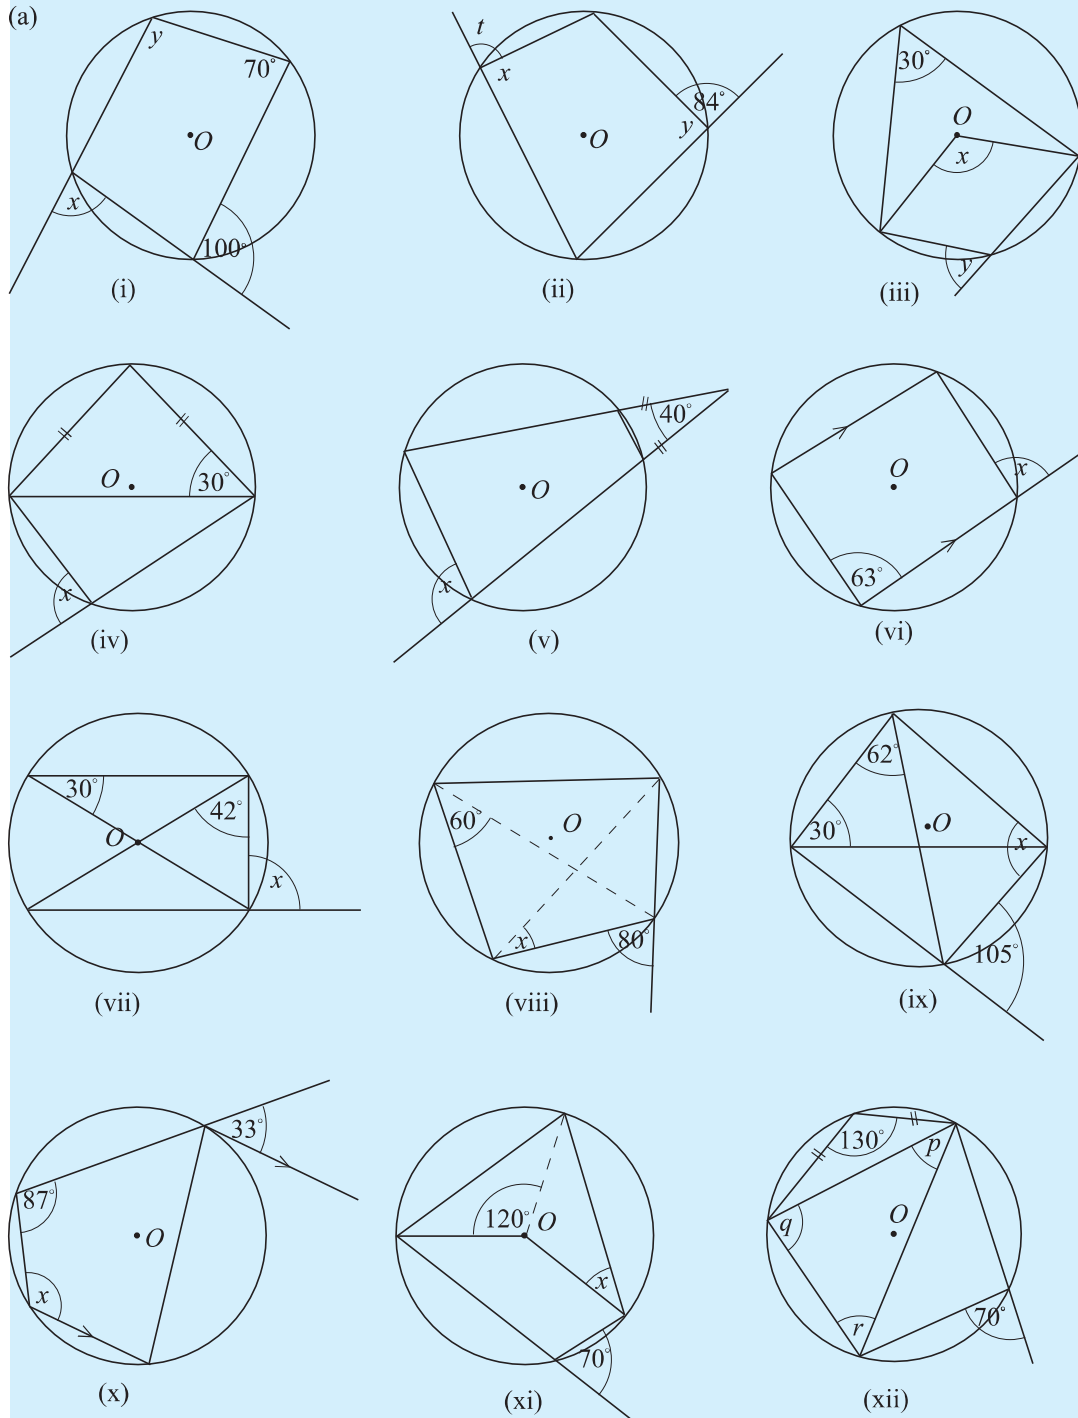 (a)
y
70°
O
x
100°
(i)
t
x
84°
y
O
(ii)
30°
O
x
y
(iii)
O
30°
x
(iv)
40°
O
x
(v)
O
x
63°
(vi)
30°
42°
O
x
(vii)
60°
O
x
80°
(viii)
62°
30°
O
x
105°
(ix)
33°
87°
O
x
(x)
120°
O
x
70°
(xi)
130°
p
q
O
r
70°
(xii)